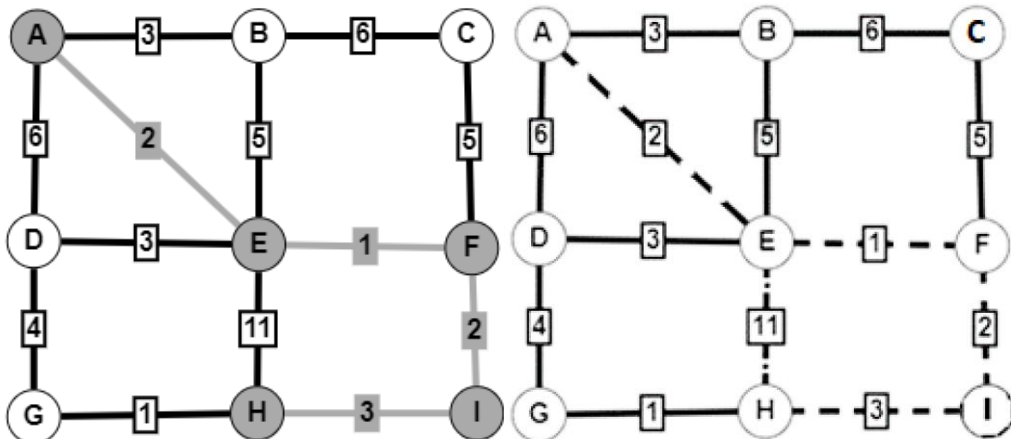 A 3 B 6 C A 3 B 6 C
6 2 5 5 6 2 5 5
D 3 E 1 F D 3 E 1 F
4 11 2 4 11 2
G 1 H 3 I G 1 H 3 I